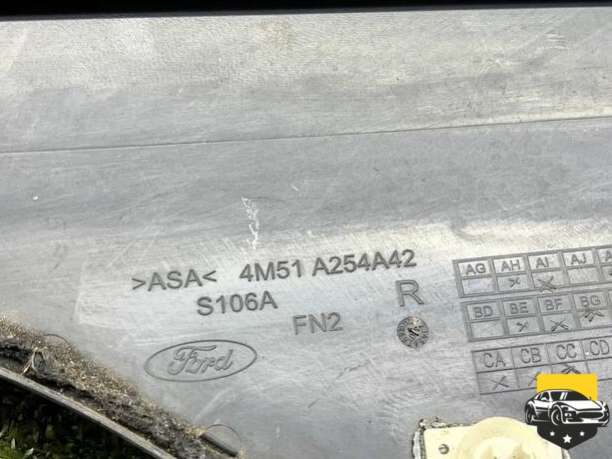 >ASA< 4M51 A254A42
S106A R
FN2
Ford
AG AH AI AJ
BD BE BF BG
CA CB CC CD